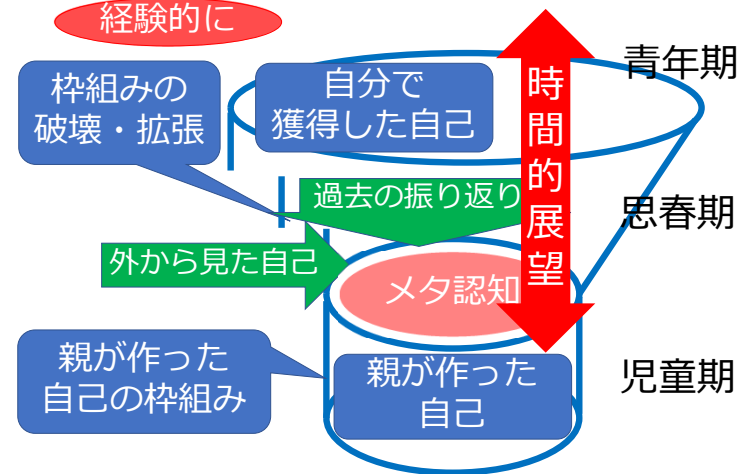 経験的に
青年期
枠組みの
破壊・拡張
自分で
獲得した自己
時間的展望
過去の振り返り
思春期
外から見た自己
メタ認知
親が作った
自己の枠組み
親が作った
自己
児童期